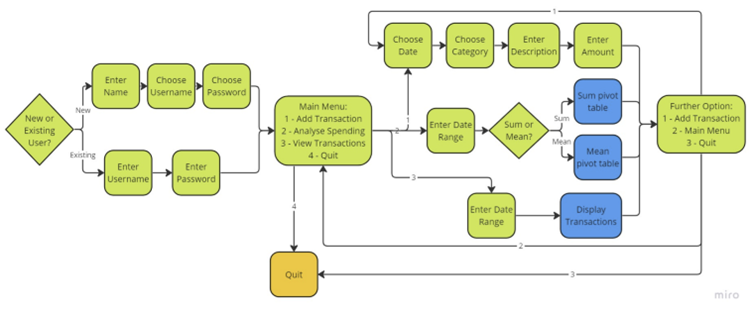 New or
Existing
User?
New
Existing
Enter
Name
Choose
Username
Choose
Password
Enter
Username
Enter
Password
Main Menu:
1 - Add Transaction
2 - Analyse Spending
3 - View Transactions
4 - Quit
1
2
3
4
Choose
Date
Choose
Category
Enter
Description
Enter
Amount
Enter Date
Range
Sum or
Mean?
Sum
Mean
Sum pivot
table
Mean
pivot table
Enter Date
Range
Display
Transactions
Further Option:
1 - Add Transaction
2 - Main Menu
3 - Quit
1
2
3
Quit
miro